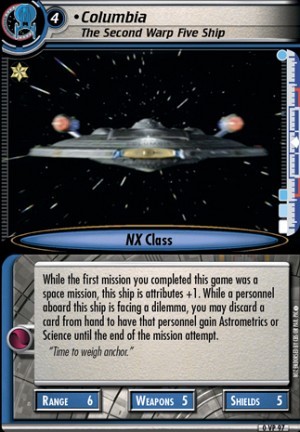 4
•Columbia
The Second Warp Five Ship
NX Class
While the first mission you completed this game was a
space mission, this ship is attributes +1. While a personnel
aboard this ship is facing a dilemma, you may discard a
card from hand to have that personnel gain Astrometrics or
Science until the end of the mission attempt.
"Time to weigh anchor."
RANGE 6
WEAPONS 5
SHIELDS 5
0 VP 97